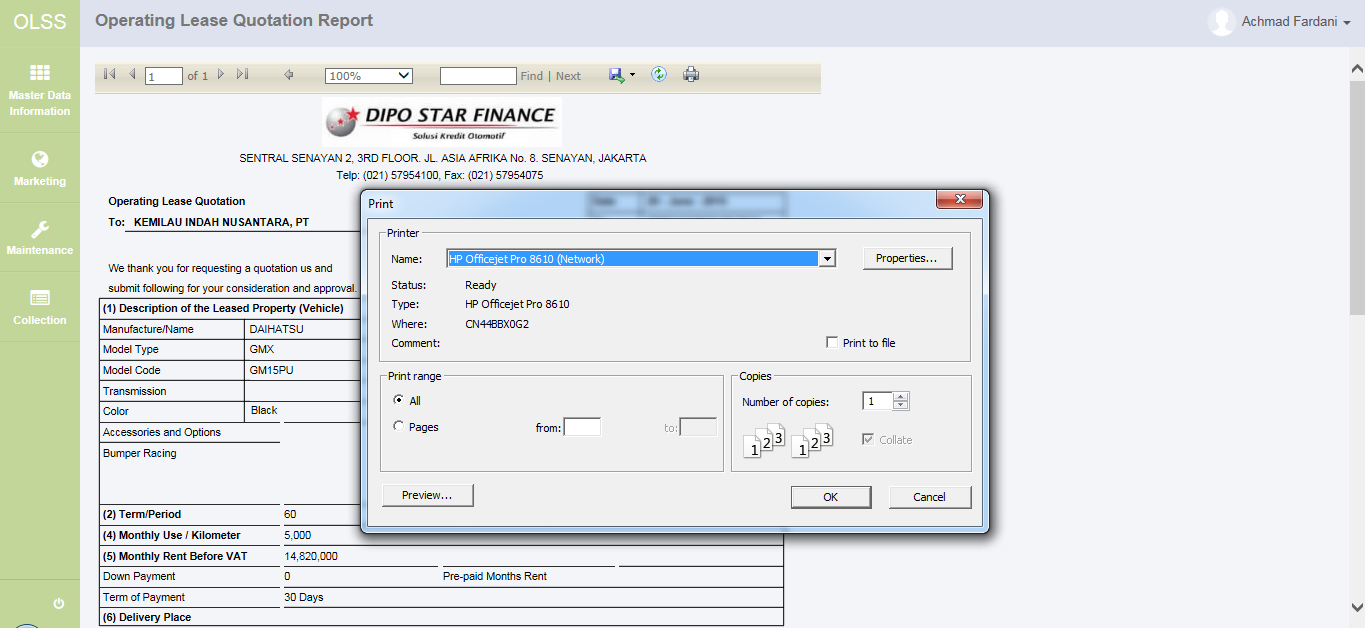 OLSS
Operating Lease Quotation Report
Achmad Fardani
Master Data
Information
Marketing
Maintenance
Collection
1 of 1 100% Find | Next
DIPO STAR FINANCE
Solusi Kredit Otomotif
SENTRAL SENAYAN 2, 3RD FLOOR. JL. ASIA AFRIKA No. 8. SENAYAN, JAKARTA
Telp: (021) 57954100, Fax: (021) 57954075
Operating Lease Quotation
To: KEMILAU INDAH NUSANTARA, PT
We thank you for requesting a quotation us and
submit following for your consideration and approval.
(1) Description of the Leased Property (Vehicle)
Manufacture/Name DAIHATSU
Model Type GMX
Model Code GM15PU
Transmission
Color Black
Accessories and Options
Bumper Racing
(2) Term/Period 60
(4) Monthly Use / Kilometer 5,000
(5) Monthly Rent Before VAT 14,820,000
Down Payment 0 Pre-paid Months Rent
Term of Payment 30 Days
(6) Delivery Place
Print
Printer
Name: HP Officejet Pro 8610 (Network) Properties...
Status: Ready
Type: HP Officejet Pro 8610
Where: CN44BBX0G2
Comment: Print to file
Print range
All
Pages from: to:
Copies
Number of copies: 1
1 2 3 1 2 3 Collate
Preview... OK Cancel